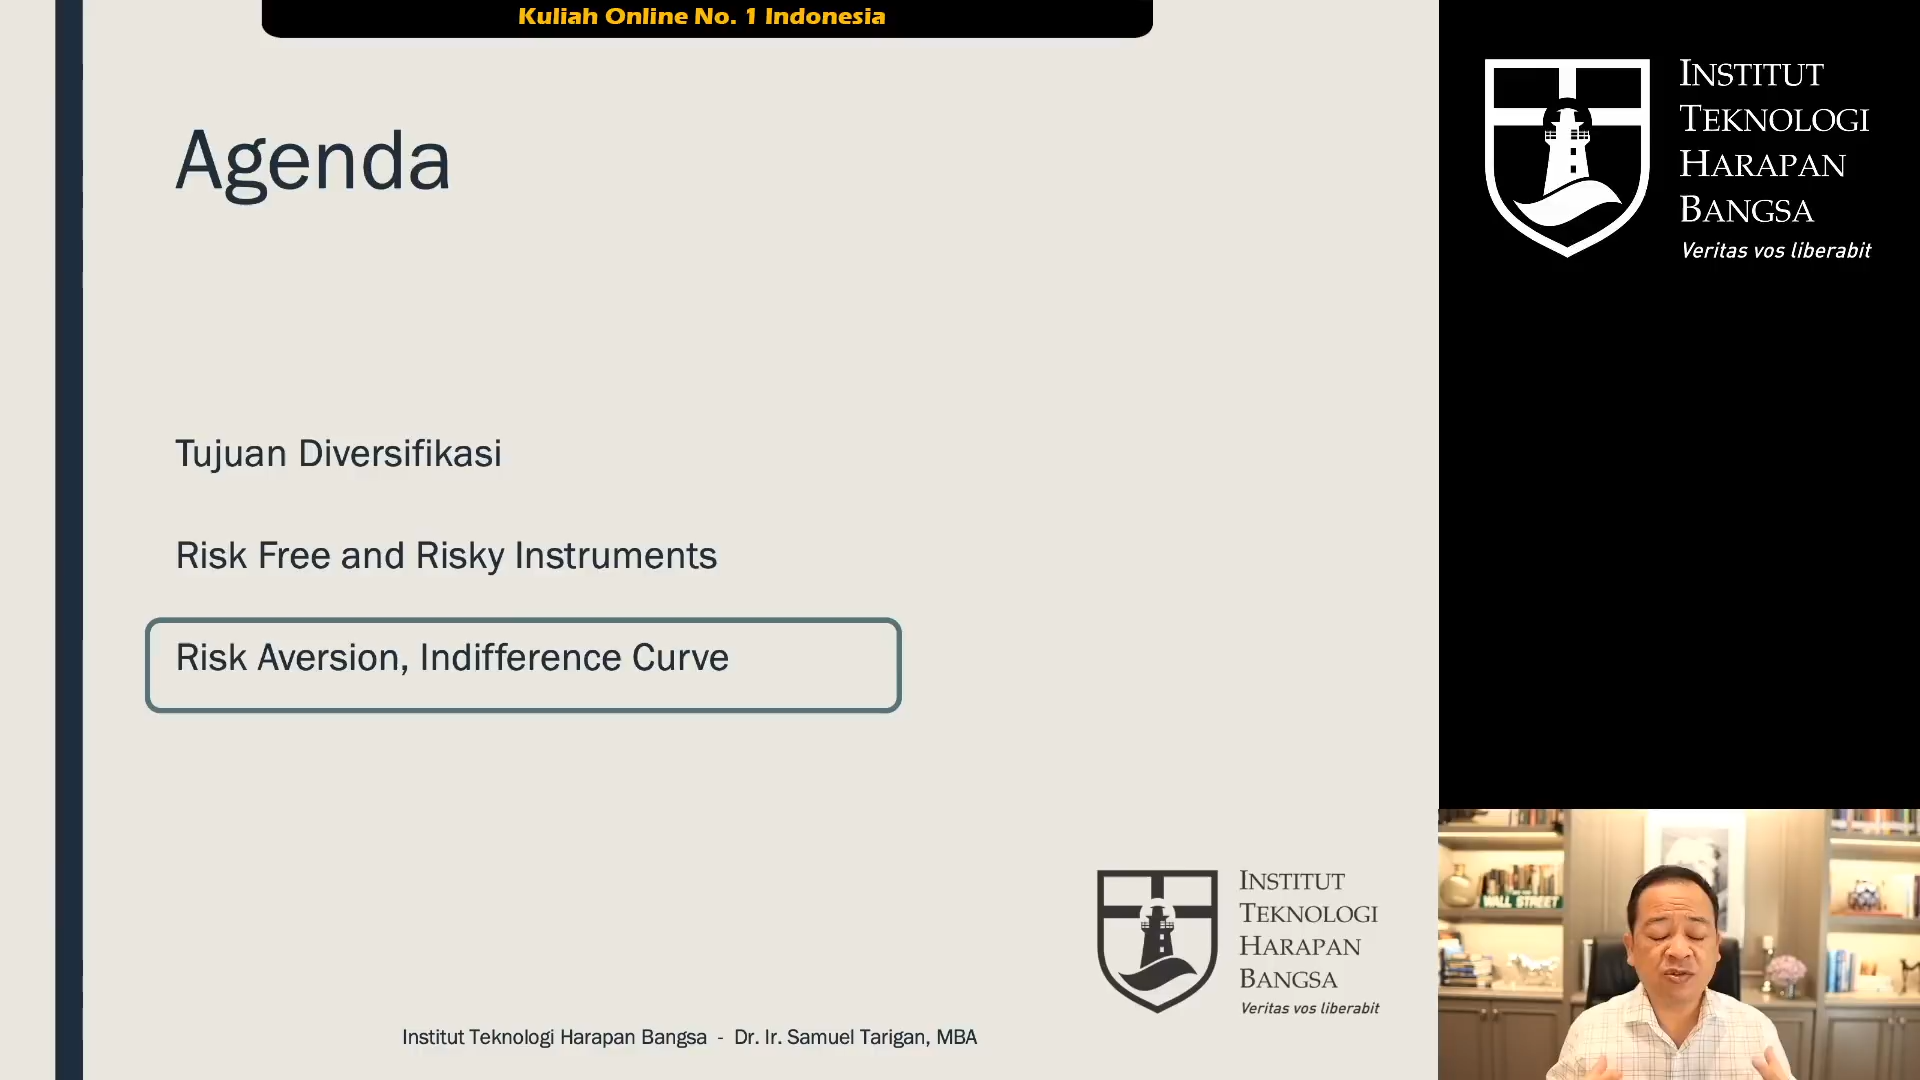 Kuliah Online No. 1 Indonesia
Agenda
Tujuan Diversifikasi
Risk Free and Risky Instruments
Risk Aversion, Indifference Curve
INSTITUT
TEKNOLOGI
HARAPAN
BANGSA
Veritas vos liberabit
Institut Teknologi Harapan Bangsa - Dr. Ir. Samuel Tarigan, MBA
INSTITUT
TEKNOLOGI
HARAPAN
BANGSA
Veritas vos liberabit
WALL STREET